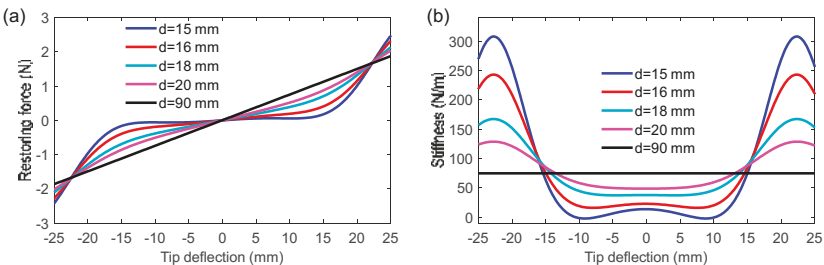 (a)
3
2
1
0
-1
-2
-3
Restoring force (N)
d=15 mm
d=16 mm
d=18 mm
d=20 mm
d=90 mm
-25 -20 -15 -10 -5 0 5 10 15 20 25
Tip deflection (mm)
(b)
300
250
200
150
100
50
0
Stiffness (N/m)
d=15 mm
d=16 mm
d=18 mm
d=20 mm
d=90 mm
-25 -20 -15 -10 -5 0 5 10 15 20 25
Tip deflection (mm)